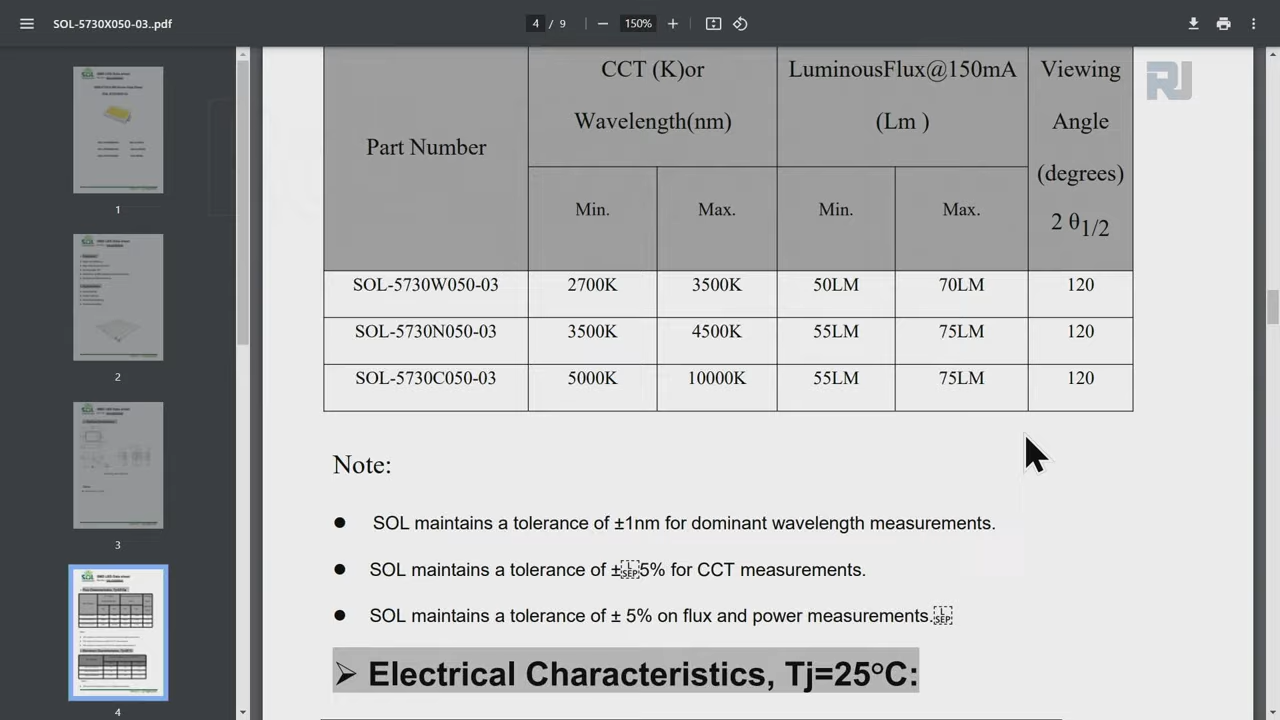 SOL-5730X050-03..pdf
4 / 9
150%
RJ
CCT (K)or
Wavelength(nm)
LuminousFlux@150mA
(Lm )
Viewing
Angle
(degrees)
2 θ1/2
Part Number
Min.
Max.
Min.
Max.
SOL-5730W050-03 2700K 3500K 50LM 70LM 120
SOL-5730N050-03 3500K 4500K 55LM 75LM 120
SOL-5730C050-03 5000K 10000K 55LM 75LM 120
Note:
● SOL maintains a tolerance of ±1nm for dominant wavelength measurements.
● SOL maintains a tolerance of ±LSEP5% for CCT measurements.
● SOL maintains a tolerance of ± 5% on flux and power measurements.LSEP
➢ Electrical Characteristics, Tj=25°C:
1
2
3
4